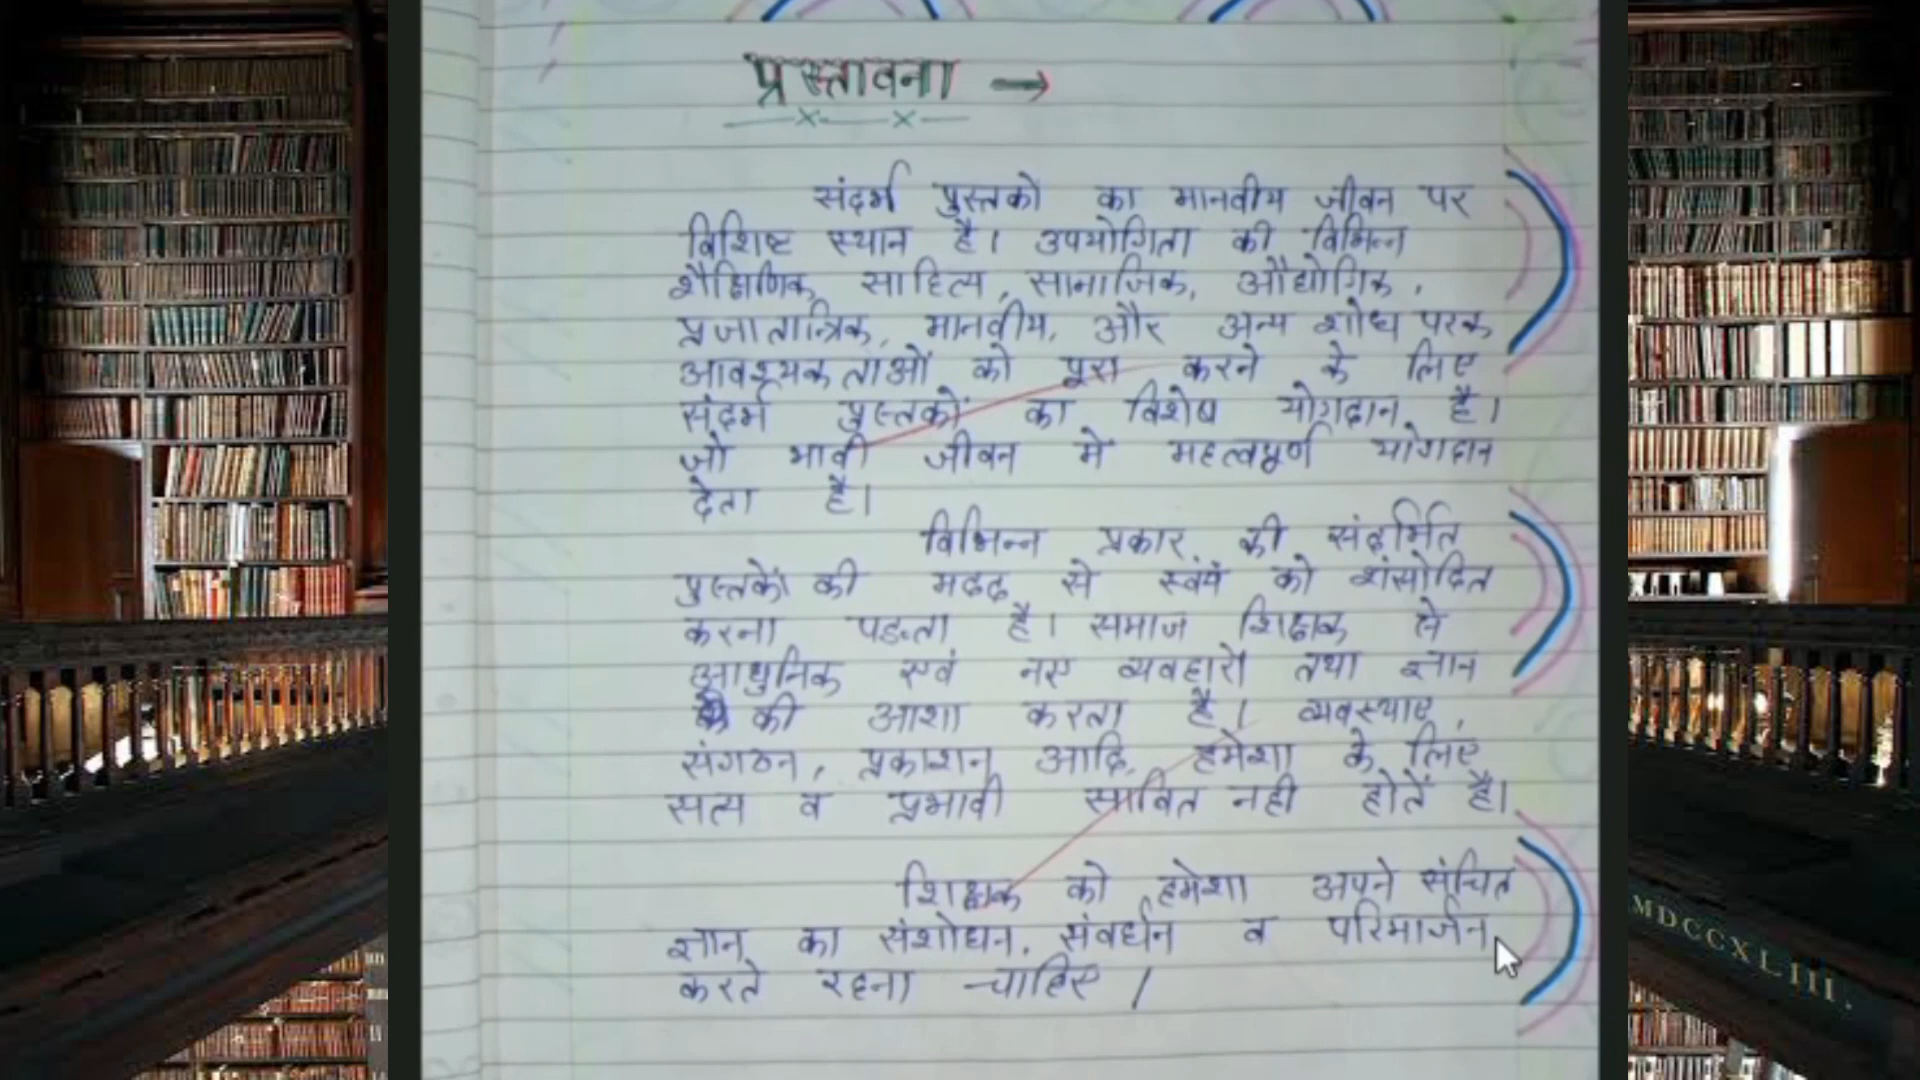 प्रस्तावना →
संदर्भ पुस्तको का मानवीय जीवन पर
विशिष्ट स्थान है। उपयोगिता की विभिन्न
शैक्षिणिक साहित्य, सामाजिक, औद्योगिक,
प्रजातान्त्रिक, मानवीय, और अन्य शोध परक
आवश्यकताओं को पूरा करने के लिए
संदर्भ पुस्तकों का विशेष योगदान है।
जो भावी जीवन मे महत्वपूर्ण योगदान
देता है।
विभिन्न प्रकार की संदर्भित
पुस्तकों की मदद से स्वंय को शंसोदित
करना पडता है। समाज शिक्षक से
आधुनिक एवं नए व्यवहारो तथा ज्ञान
की आशा करता है। व्यवस्थाए,
संगठन, प्रकाशन आदि, हमेशा के लिए
सत्य व प्रभावी साबित नही होतें है।
शिक्षक को हमेशा अपने संचित
ज्ञान का संशोधन, संवर्धन व परिमार्जन
करते रहना चाहिए।
MDCCXLIII.